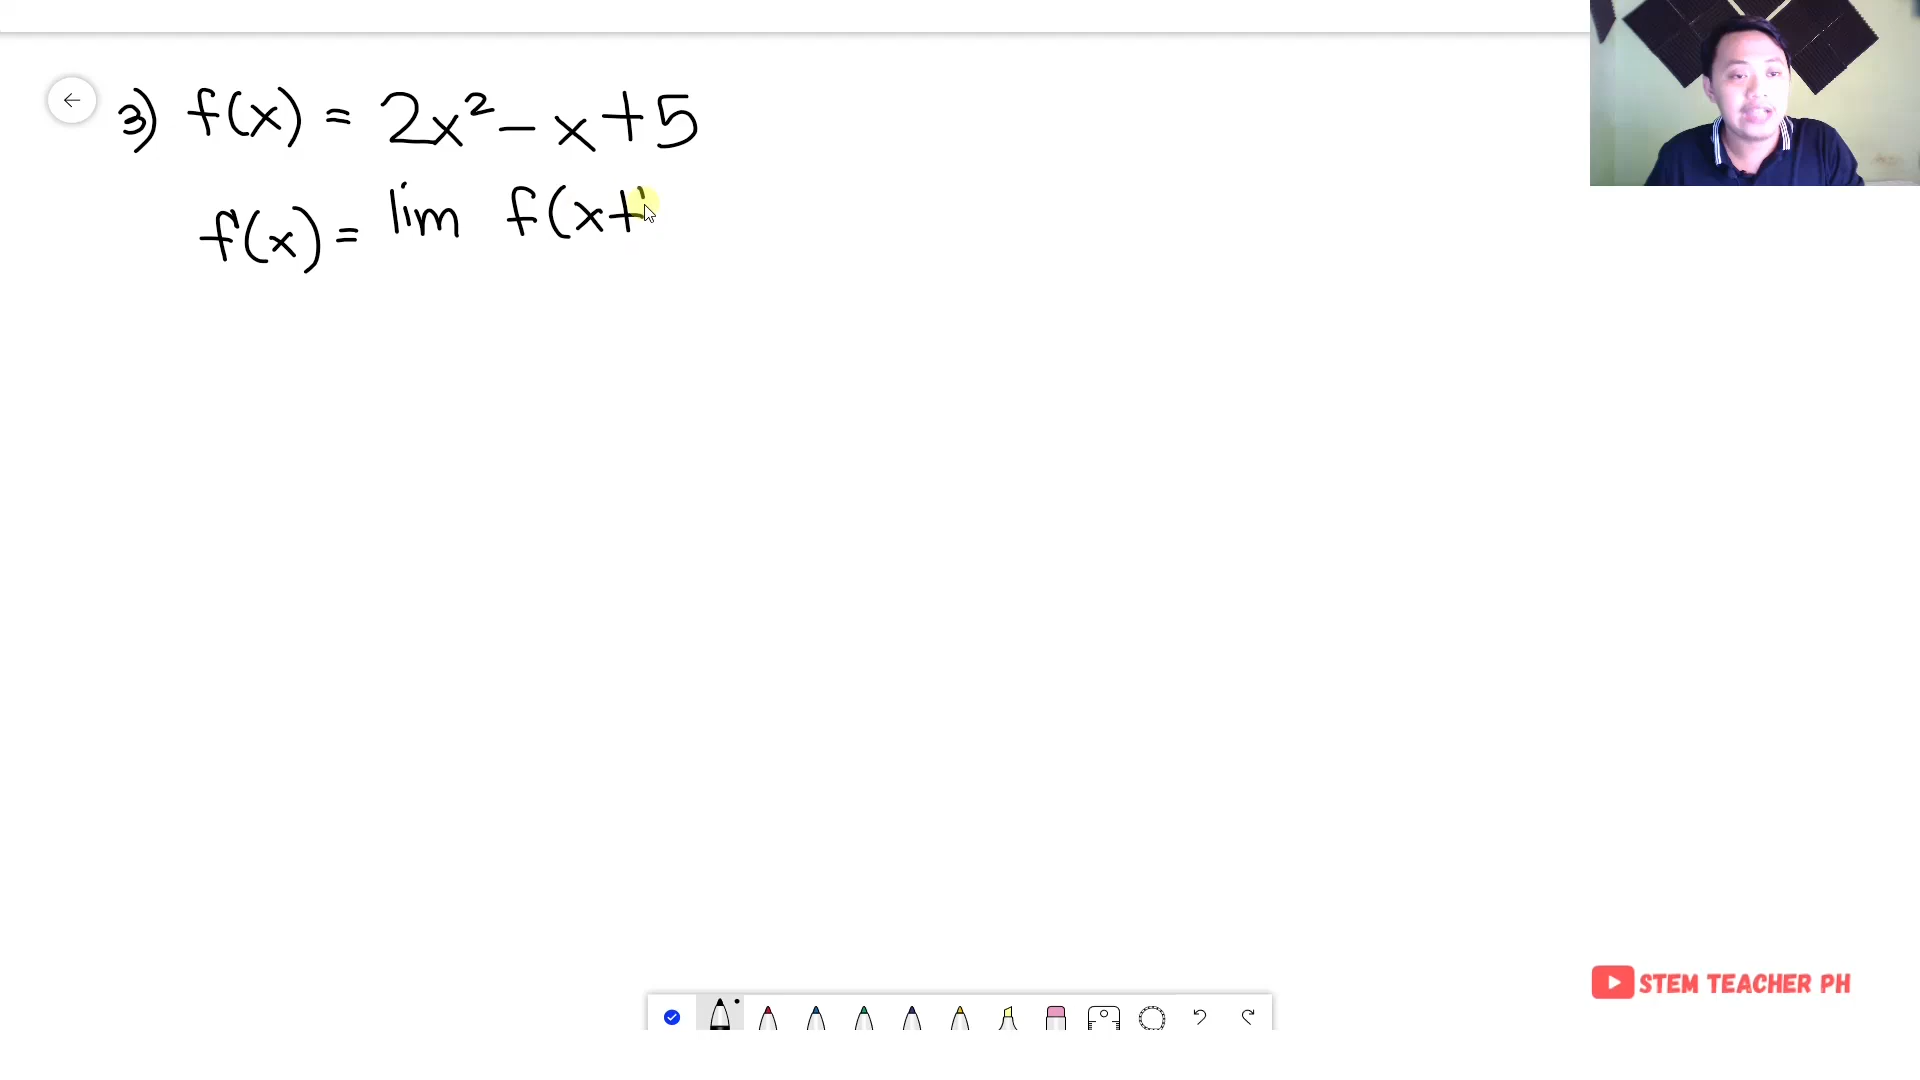 3) f(x) = 2x² - x + 5
f'(x) = lim f(x+
STEM TEACHER PH